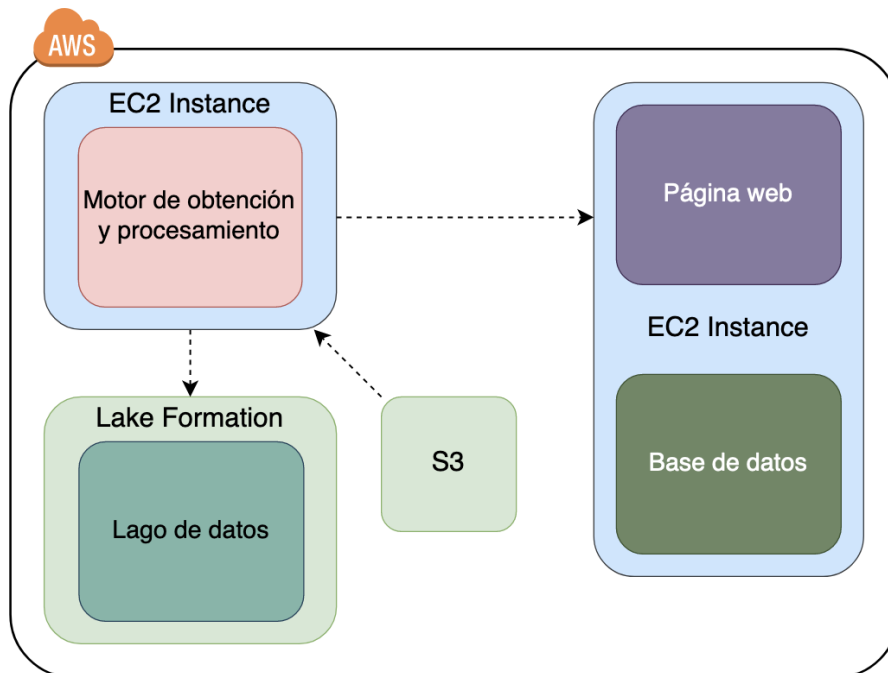 AWS
EC2 Instance
Motor de obtención
y procesamiento
Página web
EC2 Instance
Base de datos
Lake Formation
Lago de datos
S3